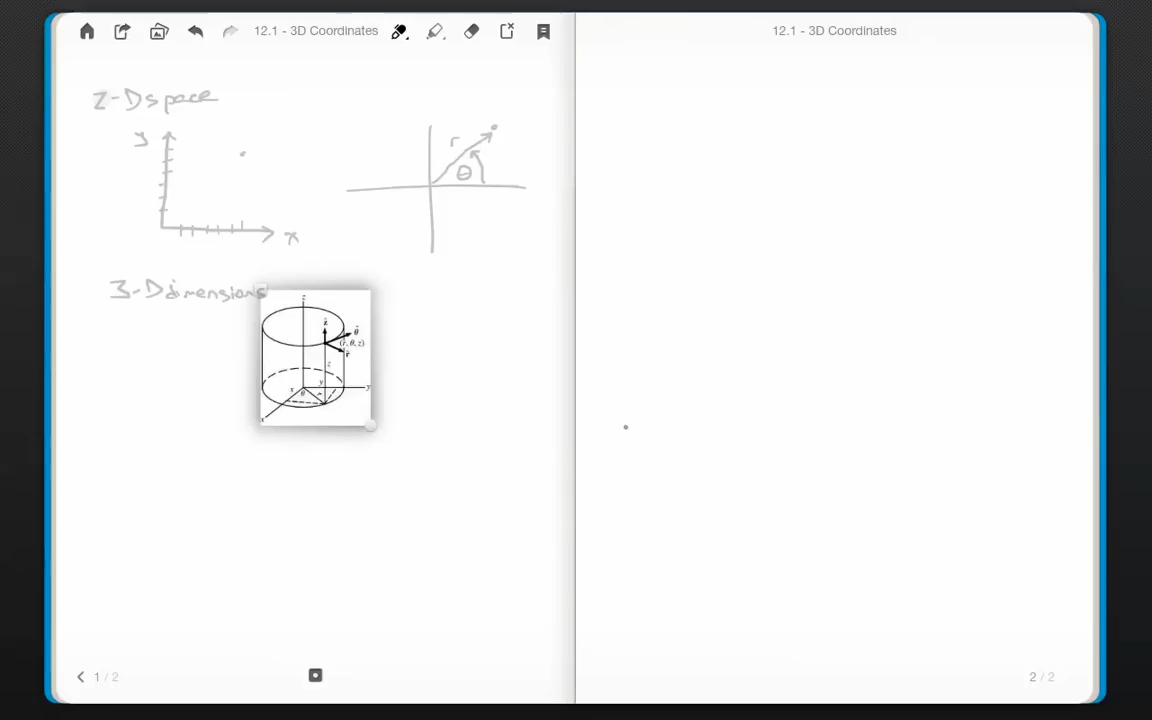 12.1 - 3D Coordinates
12.1 - 3D Coordinates
2-D space
y
x
r
θ
3-D dimensions
z
ẑ
θ̂
(r, θ, z)
r̂
z
x
y
θ
r
y
x
1 / 2
2 / 2